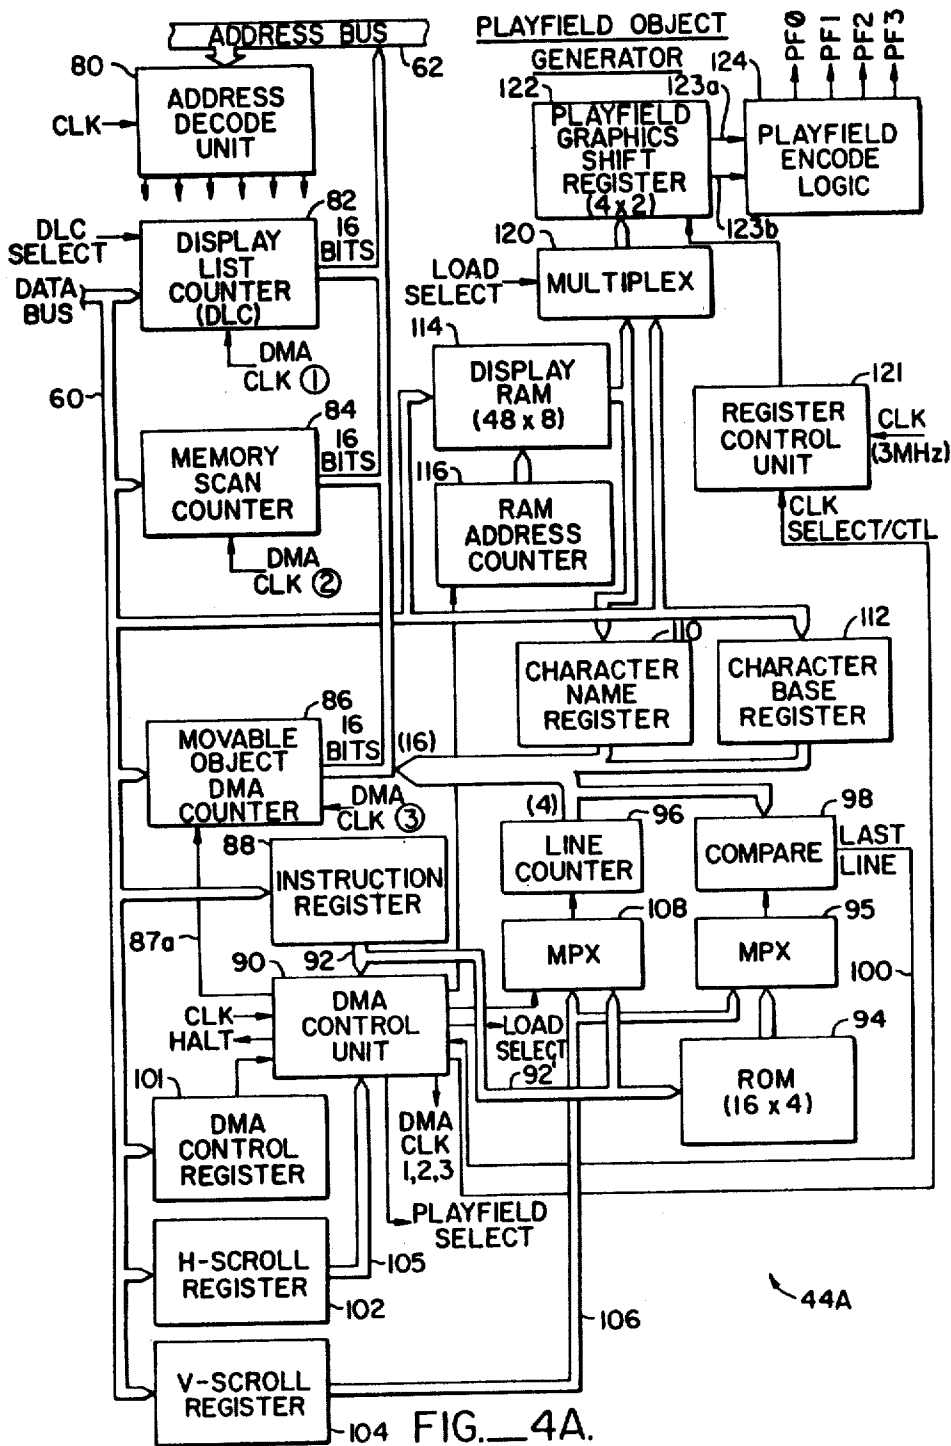 ADDRESS BUS
62
80
ADDRESS
DECODE
UNIT
CLK
PLAYFIELD OBJECT
GENERATOR
122
123a
124
PF0
PF1
PF2
PF3
PLAYFIELD
GRAPHICS
SHIFT
REGISTER
(4 x 2)
PLAYFIELD
ENCODE
LOGIC
123b
82
16
BITS
DLC
SELECT
DATA
BUS
DISPLAY
LIST
COUNTER
(DLC)
DMA
CLK ①
120
LOAD
SELECT
MULTIPLEX
114
DISPLAY
RAM
(48 x 8)
121
REGISTER
CONTROL
UNIT
CLK
(3MHz)
CLK
SELECT/CTL
60
84
16
BITS
MEMORY
SCAN
COUNTER
DMA
CLK ②
116
RAM
ADDRESS
COUNTER
110
CHARACTER
NAME
REGISTER
112
CHARACTER
BASE
REGISTER
86
16
BITS
(16)
MOVABLE
OBJECT
DMA
COUNTER
DMA
CLK ③
(4)
96
LINE
COUNTER
98
COMPARE
LAST
LINE
88
INSTRUCTION
REGISTER
87a
92
108
MPX
95
MPX
100
90
DMA
CONTROL
UNIT
CLK
HALT
LOAD
SELECT
92'
94
ROM
(16 x 4)
101
DMA
CONTROL
REGISTER
DMA
CLK
1,2,3
PLAYFIELD
SELECT
H-SCROLL
REGISTER
102
105
106
44A
V-SCROLL
REGISTER
104
FIG.__4A.